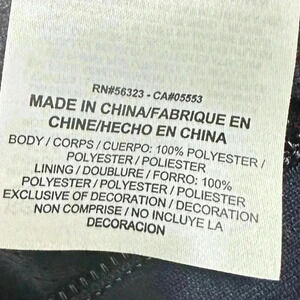 RN#56323 - CA#05553
MADE IN CHINA/FABRIQUE EN
CHINE/HECHO EN CHINA
BODY / CORPS / CUERPO: 100% POLYESTER /
POLYESTER / POLIESTER
LINING / DOUBLURE / FORRO: 100%
POLYESTER / POLYESTER / POLIESTER
EXCLUSIVE OF DECORATION / DECORATION
NON COMPRISE / NO INCLUYE LA
DECORACION